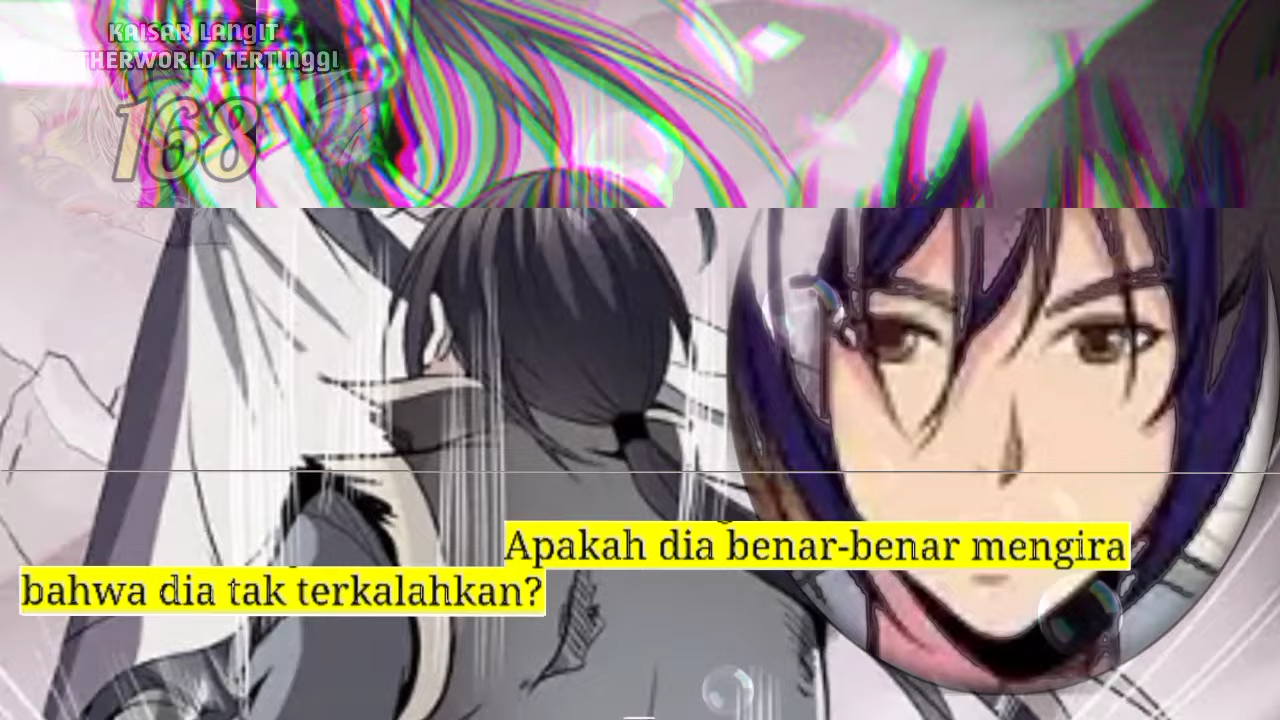 KAISAR LANGIT
THERWORLD TERTINGGI
168
Apakah dia benar-benar mengira
bahwa dia tak terkalahkan?